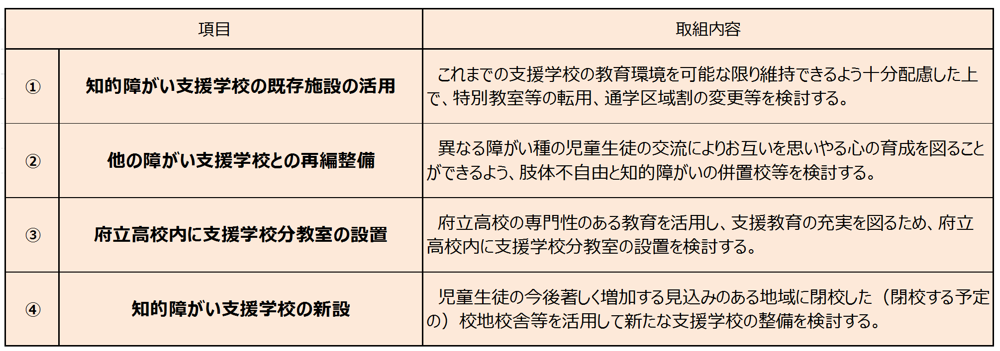 項目
取組内容
①
知的障がい支援学校の既存施設の活用
これまでの支援学校の教育環境を可能な限り維持できるよう十分配慮した上
で、特別教室等の転用、通学区域割の変更等を検討する。
②
他の障がい支援学校との再編整備
異なる障がい種の児童生徒の交流によりお互いを思いやる心の育成を図ること
ができるよう、肢体不自由と知的障がいの併置校等を検討する。
③
府立高校内に支援学校分教室の設置
府立高校の専門性のある教育を活用し、支援教育の充実を図るため、府立
高校内に支援学校分教室の設置を検討する。
④
知的障がい支援学校の新設
児童生徒の今後著しく増加する見込みのある地域に閉校した（閉校する予定
の）校地校舎等を活用して新たな支援学校の整備を検討する。